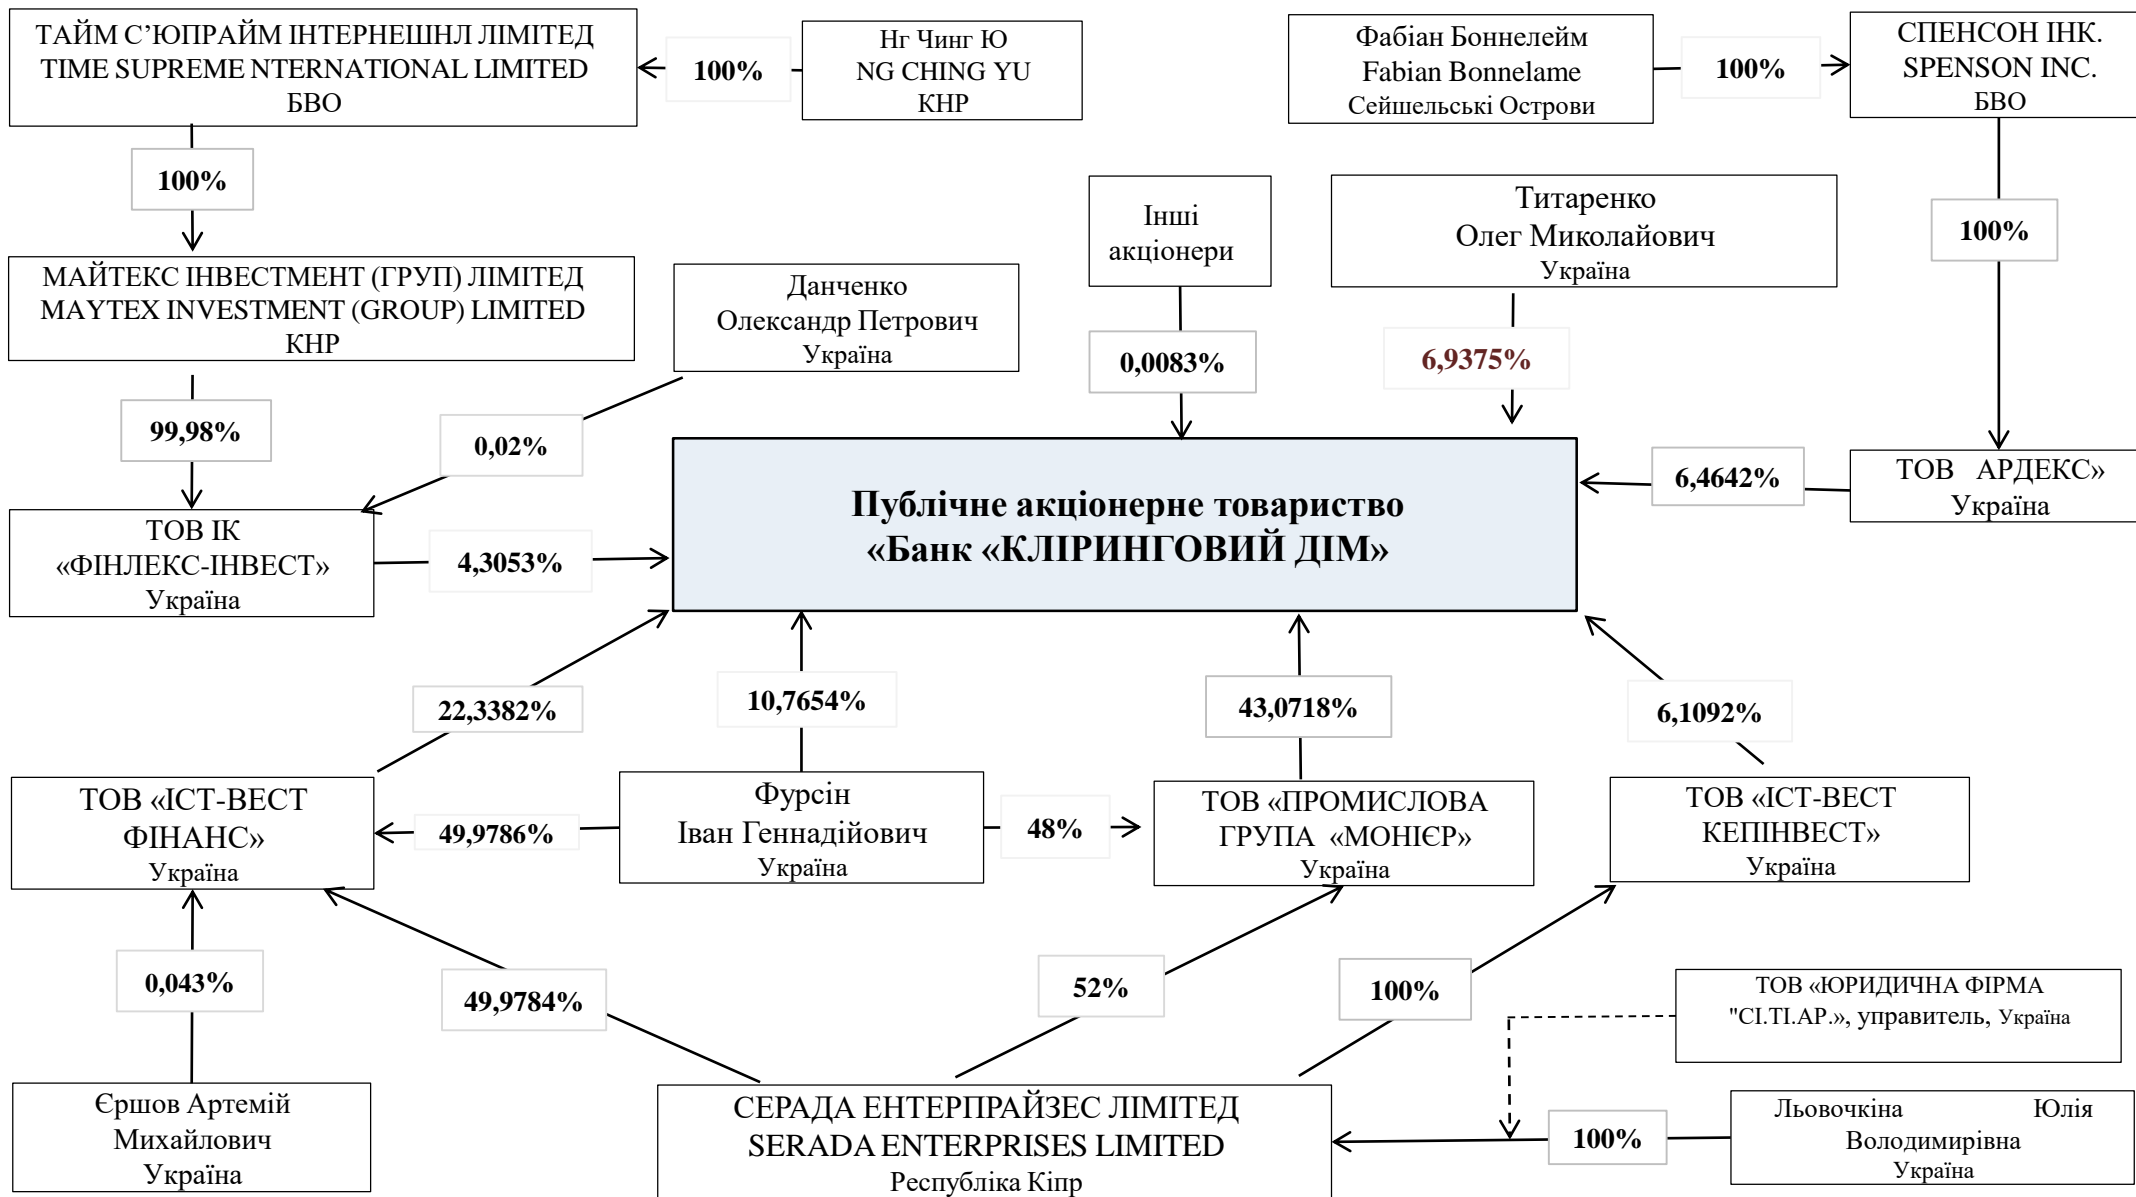 ТАЙМ С’ЮПРАЙМ ІНТЕРНЕШНЛ ЛІМІТЕД
TIME SUPREME NTERNATIONAL LIMITED
БВО
100%
Нг Чинг Ю
NG CHING YU
КНР
Фабіан Боннелейм
Fabian Bonnelame
Сейшельські Острови
100%
СПЕНСОН ІНК.
SPENSON INC.
БВО
100%
Інші
акціонери
Титаренко
Олег Миколайович
Україна
100%
МАЙТЕКС ІНВЕСТМЕНТ (ГРУП) ЛІМІТЕД
MAYTEX INVESTMENT (GROUP) LIMITED
КНР
Данченко
Олександр Петрович
Україна
0,0083%
6,9375%
99,98%
0,02%
ТОВ ІК
«ФІНЛЕКС-ІНВЕСТ»
Україна
4,3053%
Публічне акціонерне товариство
«Банк «КЛІРИНГОВИЙ ДІМ»
6,4642%
ТОВ АРДЕКС»
Україна
22,3382%
10,7654%
43,0718%
6,1092%
ТОВ «ІСТ-ВЕСТ
ФІНАНС»
Україна
49,9786%
Фурсін
Іван Геннадійович
Україна
48%
ТОВ «ПРОМИСЛОВА
ГРУПА «МОНІЄР»
Україна
ТОВ «ІСТ-ВЕСТ
КЕПІНВЕСТ»
Україна
0,043%
49,9784%
52%
100%
ТОВ «ЮРИДИЧНА ФІРМА
"СІ.ТІ.АР.», управитель, Україна
Єршов Артемій
Михайлович
Україна
СЕРАДА ЕНТЕРПРАЙЗЕС ЛІМІТЕД
SERADA ENTERPRISES LIMITED
Республіка Кіпр
100%
Льовочкіна Юлія
Володимирівна
Україна